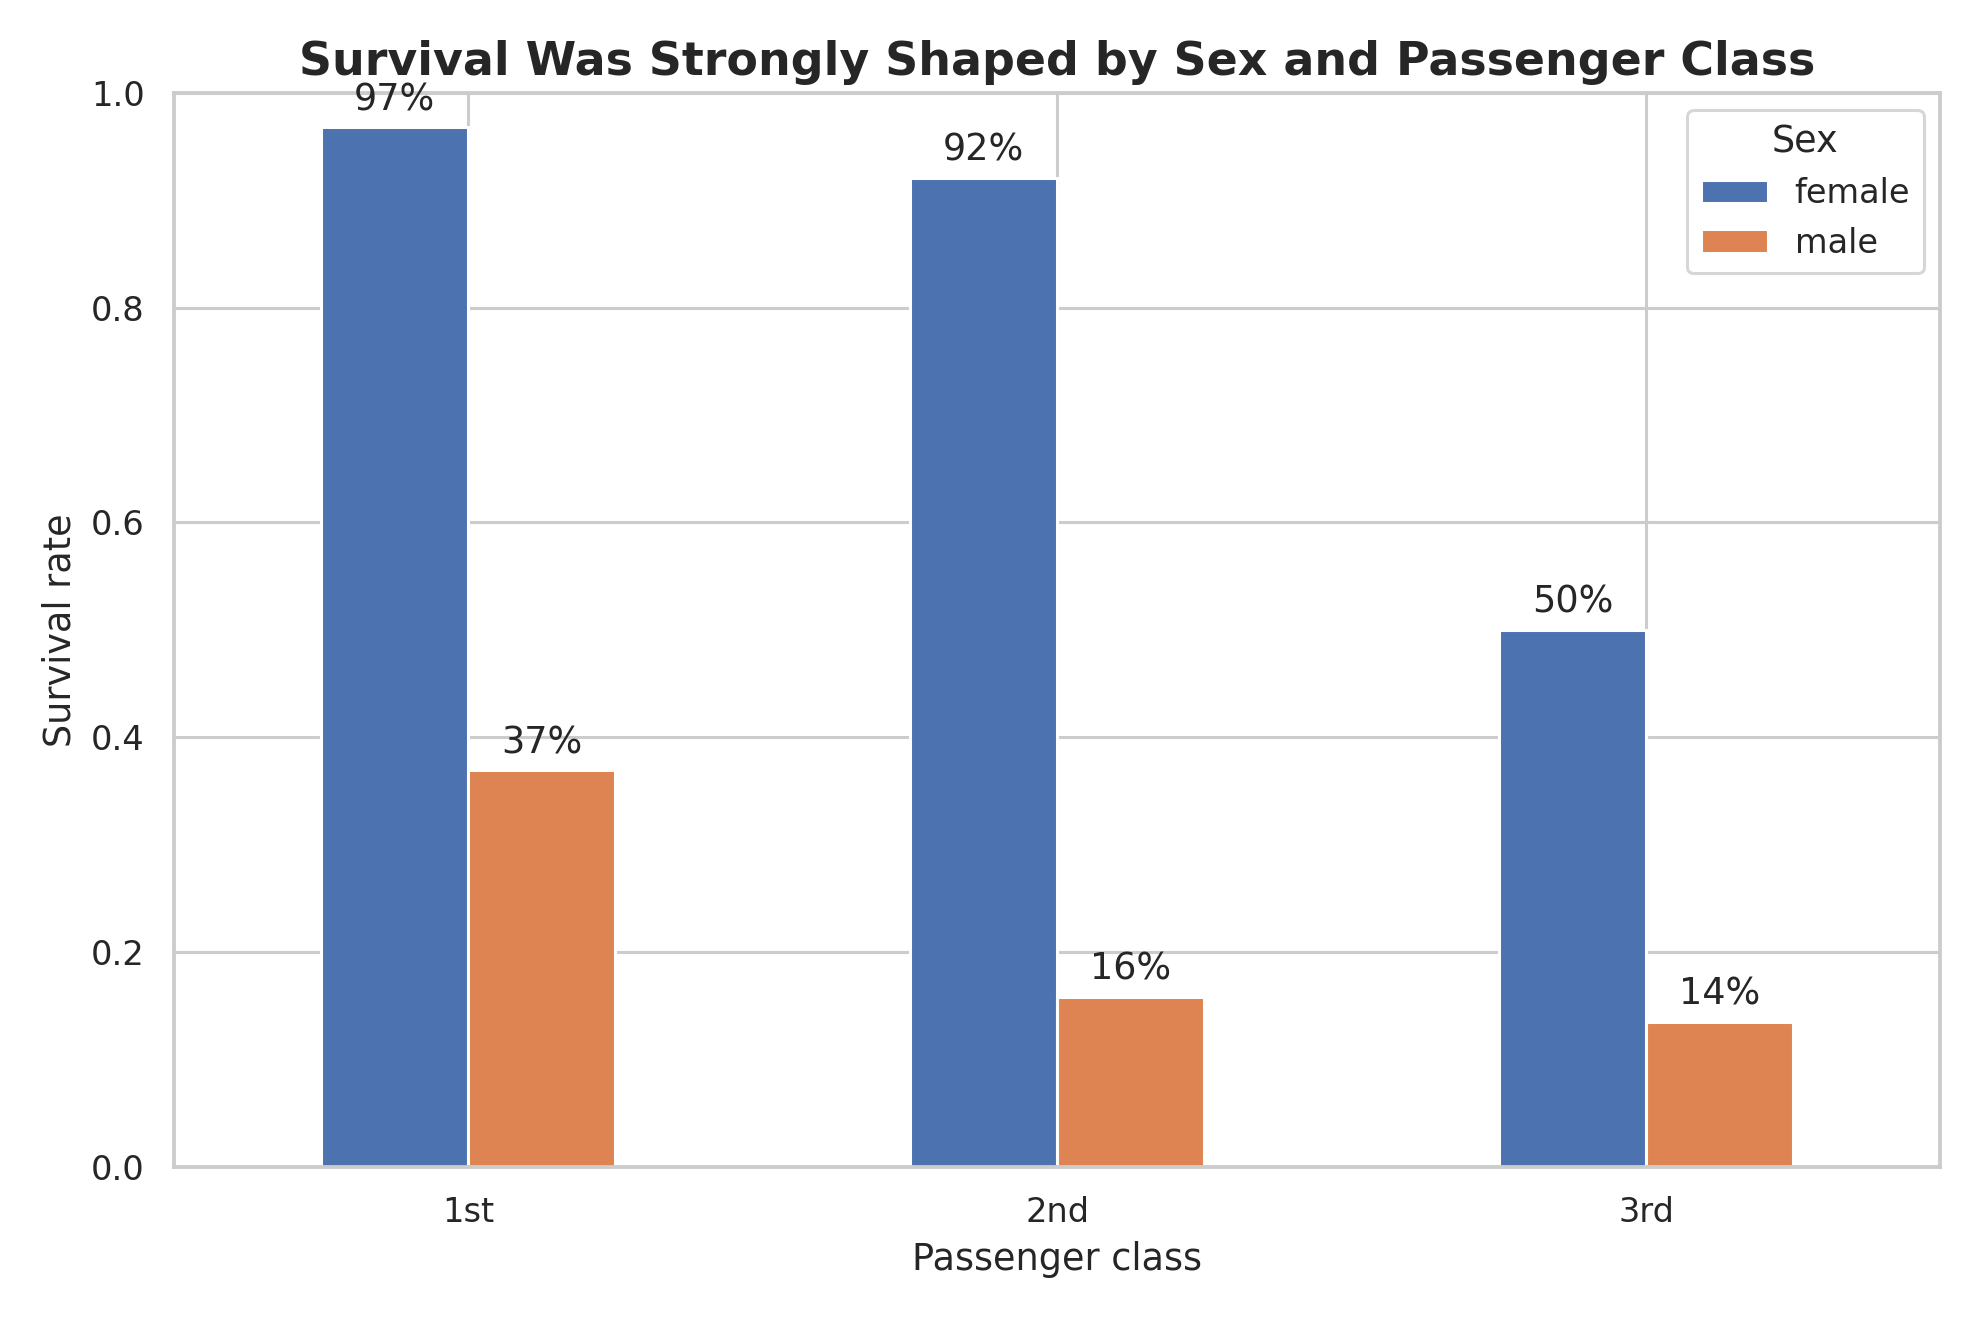 Survival Was Strongly Shaped by Sex and Passenger Class
1.0
0.8
0.6
0.4
0.2
0.0
Survival rate
97%
37%
92%
16%
50%
14%
Sex
female
male
1st
2nd
3rd
Passenger class